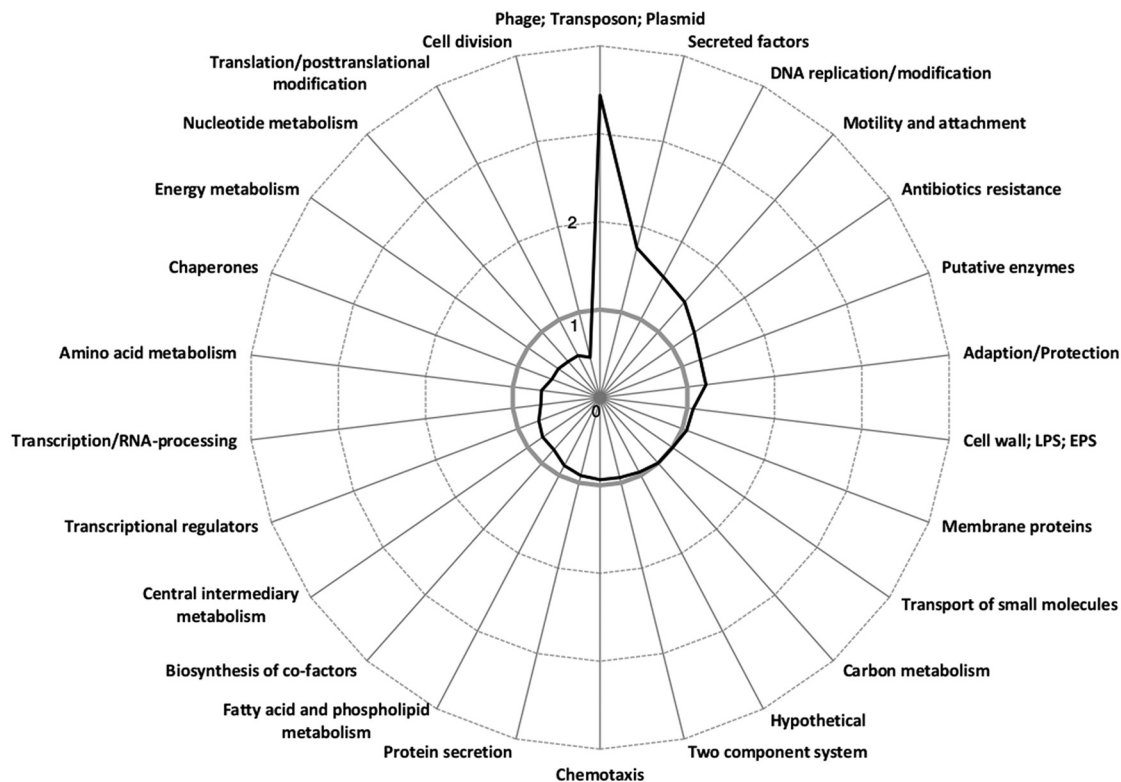 Phage; Transposon; Plasmid
Secreted factors
DNA replication/modification
Motility and attachment
Antibiotics resistance
Putative enzymes
Adaption/Protection
Cell wall; LPS; EPS
Membrane proteins
Transport of small molecules
Carbon metabolism
Hypothetical
Two component system
Chemotaxis
Protein secretion
Fatty acid and phospholipid
metabolism
Biosynthesis of co-factors
Central intermediary
metabolism
Transcriptional regulators
Transcription/RNA-processing
Amino acid metabolism
Chaperones
Energy metabolism
Nucleotide metabolism
Translation/posttranslational
modification
Cell division
2
1
0